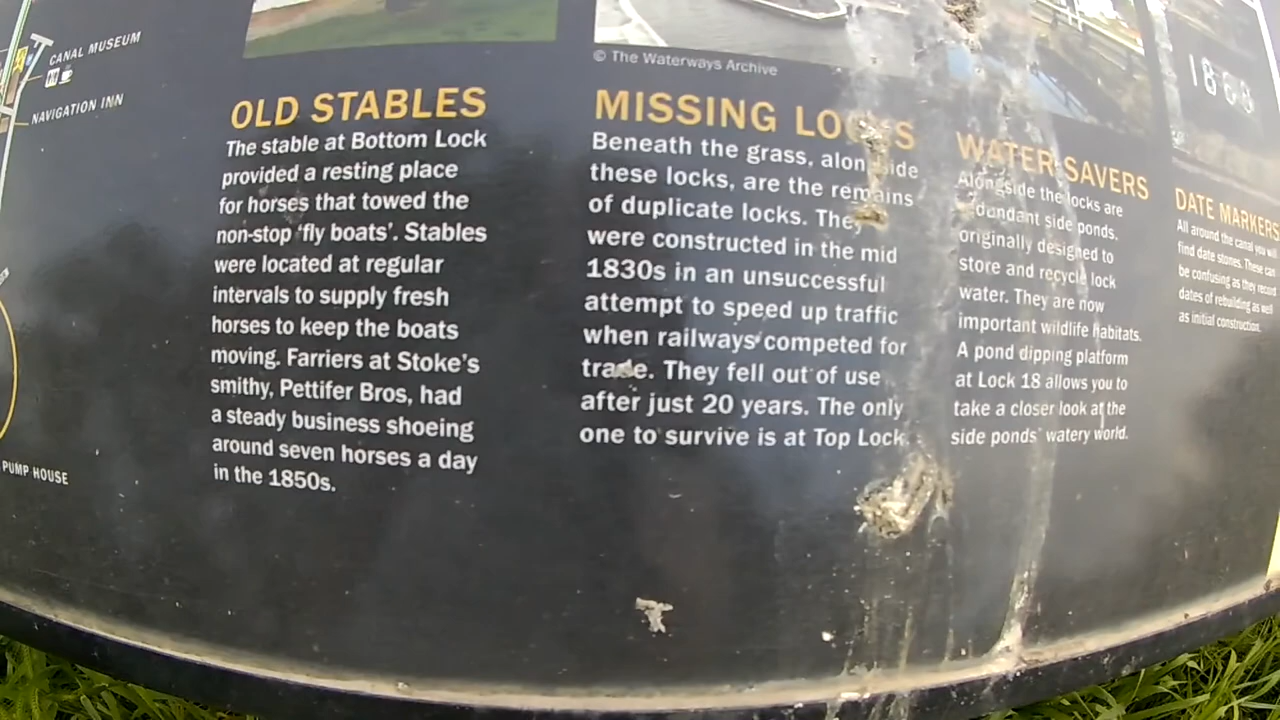 CANAL MUSEUM
NAVIGATION INN
PUMP HOUSE
OLD STABLES
The stable at Bottom Lock
provided a resting place
for horses that towed the
non-stop ‘fly boats’. Stables
were located at regular
intervals to supply fresh
horses to keep the boats
moving. Farriers at Stoke’s
smithy, Pettifer Bros, had
a steady business shoeing
around seven horses a day
in the 1850s.
© The Waterways Archive
MISSING LOCKS
Beneath the grass, alongside
these locks, are the remains
of duplicate locks. They
were constructed in the mid
1830s in an unsuccessful
attempt to speed up traffic
when railways competed for
trade. They fell out of use
after just 20 years. The only
one to survive is at Top Lock.
WATER SAVERS
Alongside the locks are
redundant side ponds.
originally designed to
store and recycle lock
water. They are now
important wildlife habitats.
A pond dipping platform
at Lock 18 allows you to
take a closer look at the
side ponds’ watery world.
1868
DATE MARKERS
All around the canal you will
find date stones. These can
be confusing as they record
dates of rebuilding as well
as initial construction.